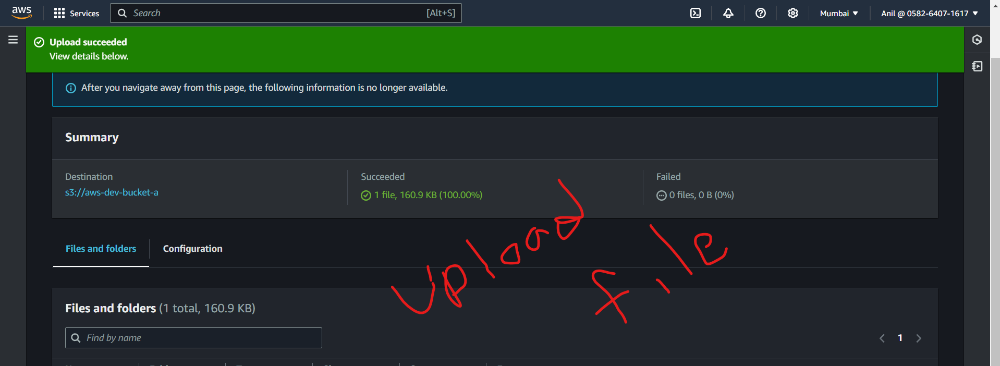 aws
Services
Search [Alt+S]
Mumbai
Anil @ 0582-6407-1617
Upload succeeded
View details below.
After you navigate away from this page, the following information is no longer available.
Summary
Destination
s3://aws-dev-bucket-a
Succeeded
1 file, 160.9 KB (100.00%)
Failed
0 files, 0 B (0%)
Upload file
Files and folders
Configuration
Files and folders (1 total, 160.9 KB)
Find by name
1